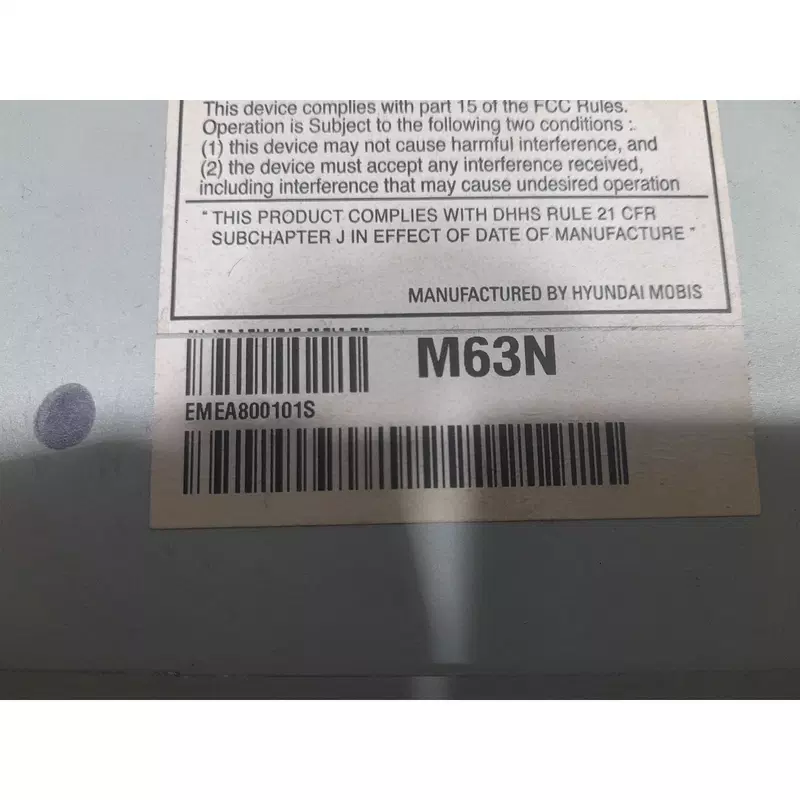 This device complies with part 15 of the FCC Rules.
Operation is Subject to the following two conditions :.
(1) this device may not cause harmful interference, and
(2) the device must accept any interference received,
including interference that may cause undesired operation
" THIS PRODUCT COMPLIES WITH DHHS RULE 21 CFR
SUBCHAPTER J IN EFFECT OF DATE OF MANUFACTURE "
MANUFACTURED BY HYUNDAI MOBIS
M63N
EMEA800101S